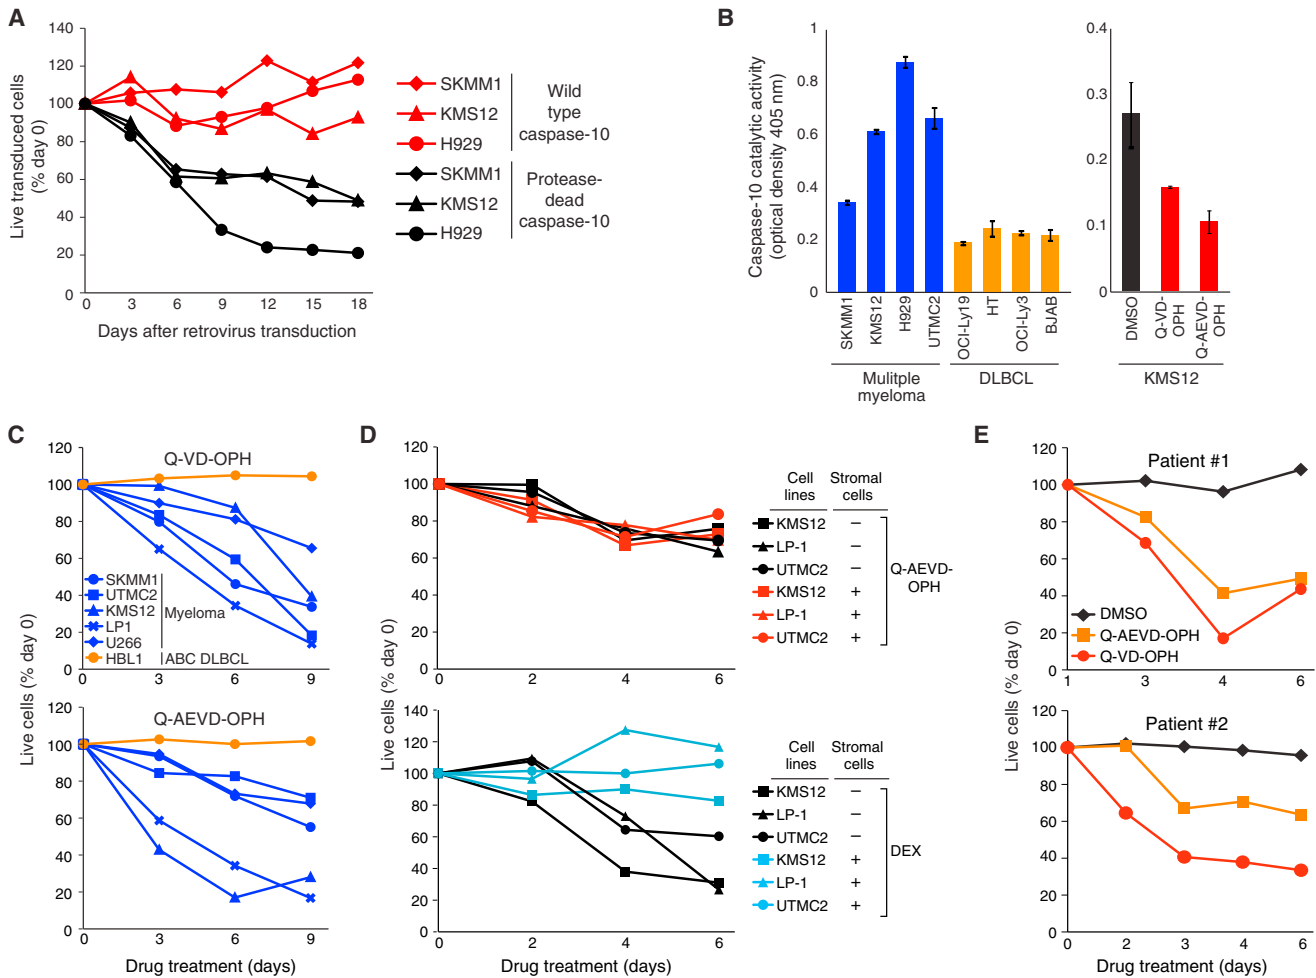 A
140
120
100
80
60
40
20
0
Live transduced cells
(% day 0)
0 3 6 9 12 15 18
Days after retrovirus transduction
SKMM1
KMS12
H929
Wild
type
caspase-10
SKMM1
KMS12
H929
Protease-
dead
caspase-10
B
Caspase-10 catalytic activity
(optical density 405 nm)
1
0.8
0.6
0.4
0.2
0
SKMM1
KMS12
H929
UTMC2
OCI-Ly19
HT
OCI-Ly3
BJAB
Mulitple
myeloma
DLBCL
0.4
0.3
0.2
0.1
0
DMSO
Q-VD-
OPH
Q-AEVD-
OPH
KMS12
C
Live cells (% day 0)
120
100
80
60
40
20
0
Q-VD-OPH
SKMM1
UTMC2
KMS12
LP1
U266
Myeloma
HBL1
ABC DLBCL
0 3 6 9
120
100
80
60
40
20
0
Q-AEVD-OPH
0 3 6 9
Drug treatment (days)
D
Live cells (% day 0)
120
100
80
60
40
20
0
0 2 4 6
Cell
lines
Stromal
cells
KMS12 −
LP-1 −
UTMC2 −
KMS12 +
LP-1 +
UTMC2 +
Q-AEVD-
OPH
140
120
100
80
60
40
20
0
0 2 4 6
Drug treatment (days)
Cell
lines
Stromal
cells
KMS12 −
LP-1 −
UTMC2 −
KMS12 +
LP-1 +
UTMC2 +
DEX
E
Live cells (% day 0)
120
100
80
60
40
20
0
Patient #1
DMSO
Q-AEVD-OPH
Q-VD-OPH
1 3 4 6
120
100
80
60
40
20
0
Patient #2
0 2 3 4 6
Drug treatment (days)